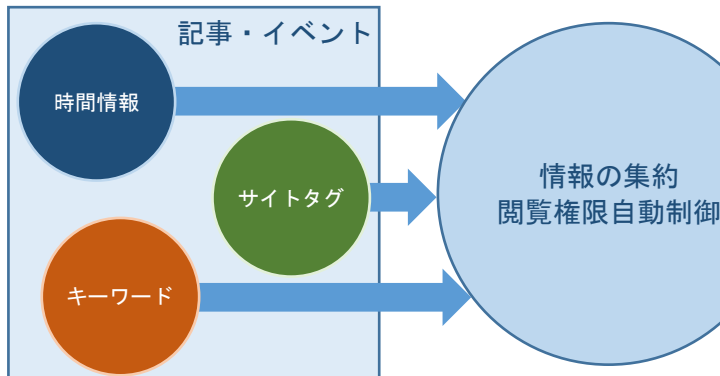 記事・イベント
時間情報
サイトタグ
キーワード
情報の集約
閲覧権限自動制御